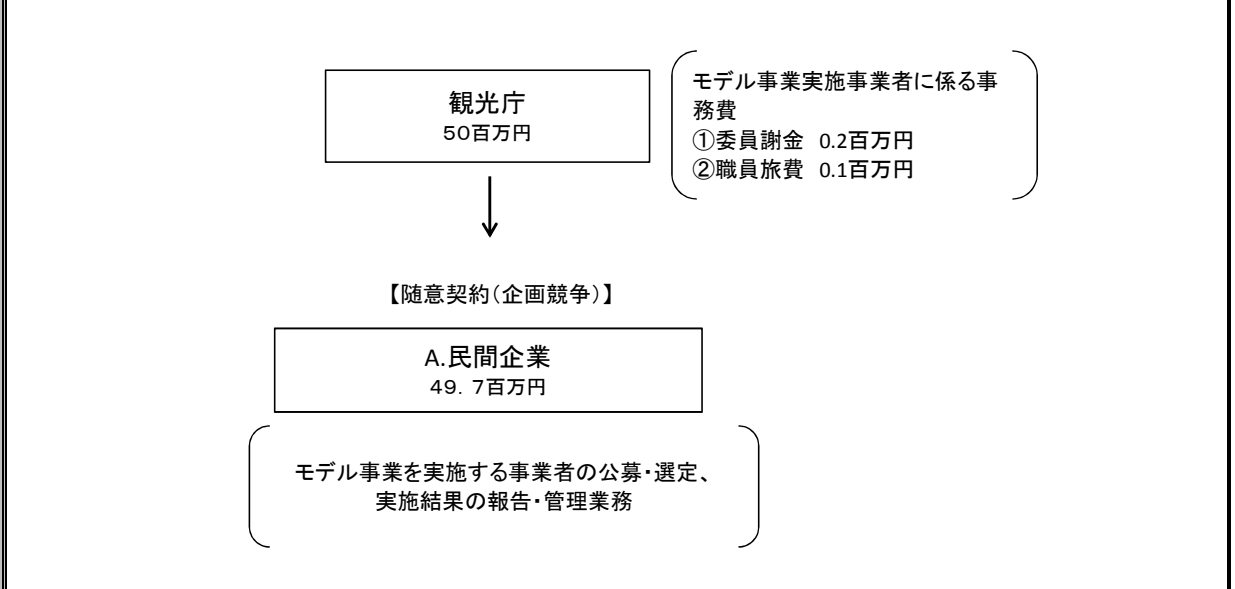 観光庁
50百万円
モデル事業実施事業者に係る事
務費
①委員謝金 0.2百万円
②職員旅費 0.1百万円
【随意契約（企画競争）】
A.民間企業
49．7百万円
モデル事業を実施する事業者の公募・選定、
実施結果の報告・管理業務